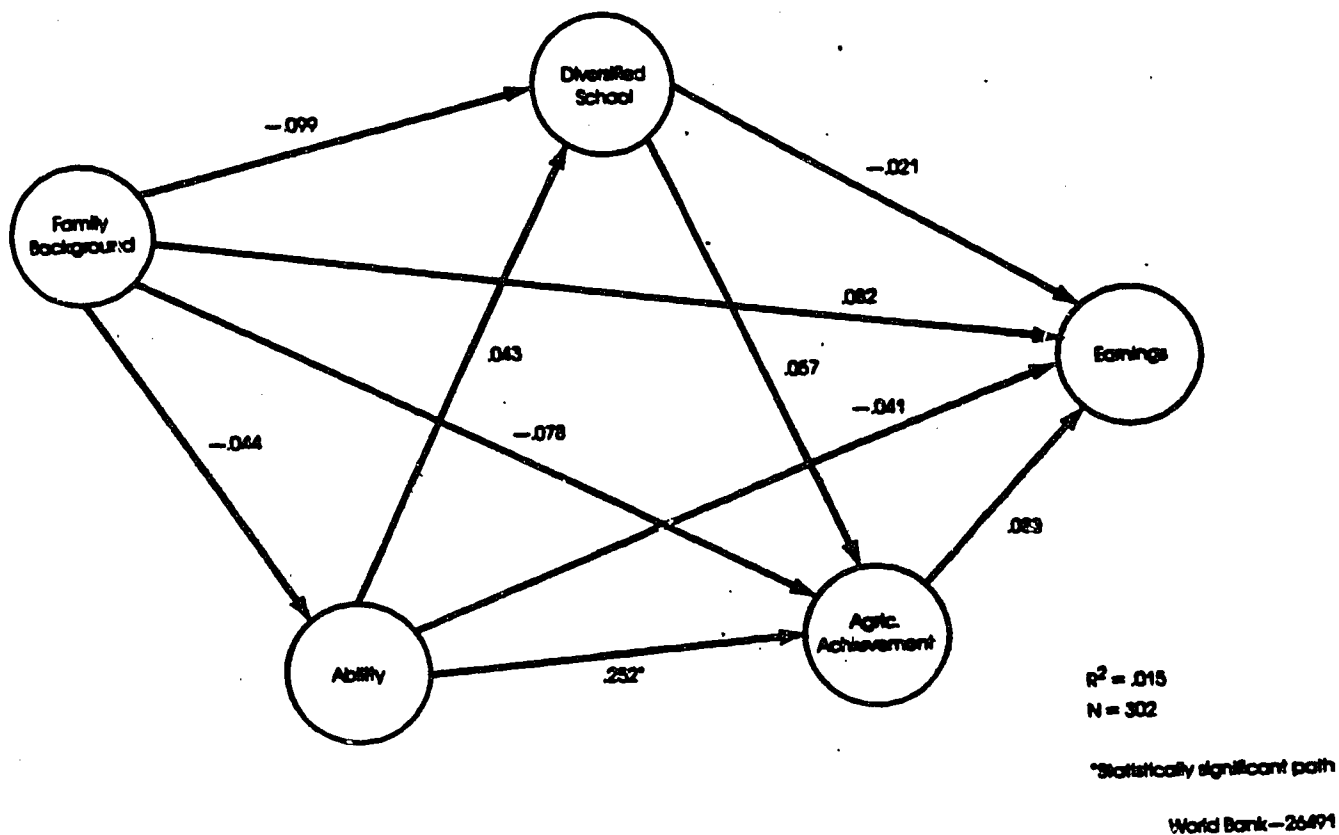 Diversified
School
—.099
—.021
Family
Background
.082
Earnings
.043
.057
—.041
—.044
—.078
Agric.
Achievement
Ability
.252*
R² = .015
N = 302
*Statistically significant path
World Bank—26491